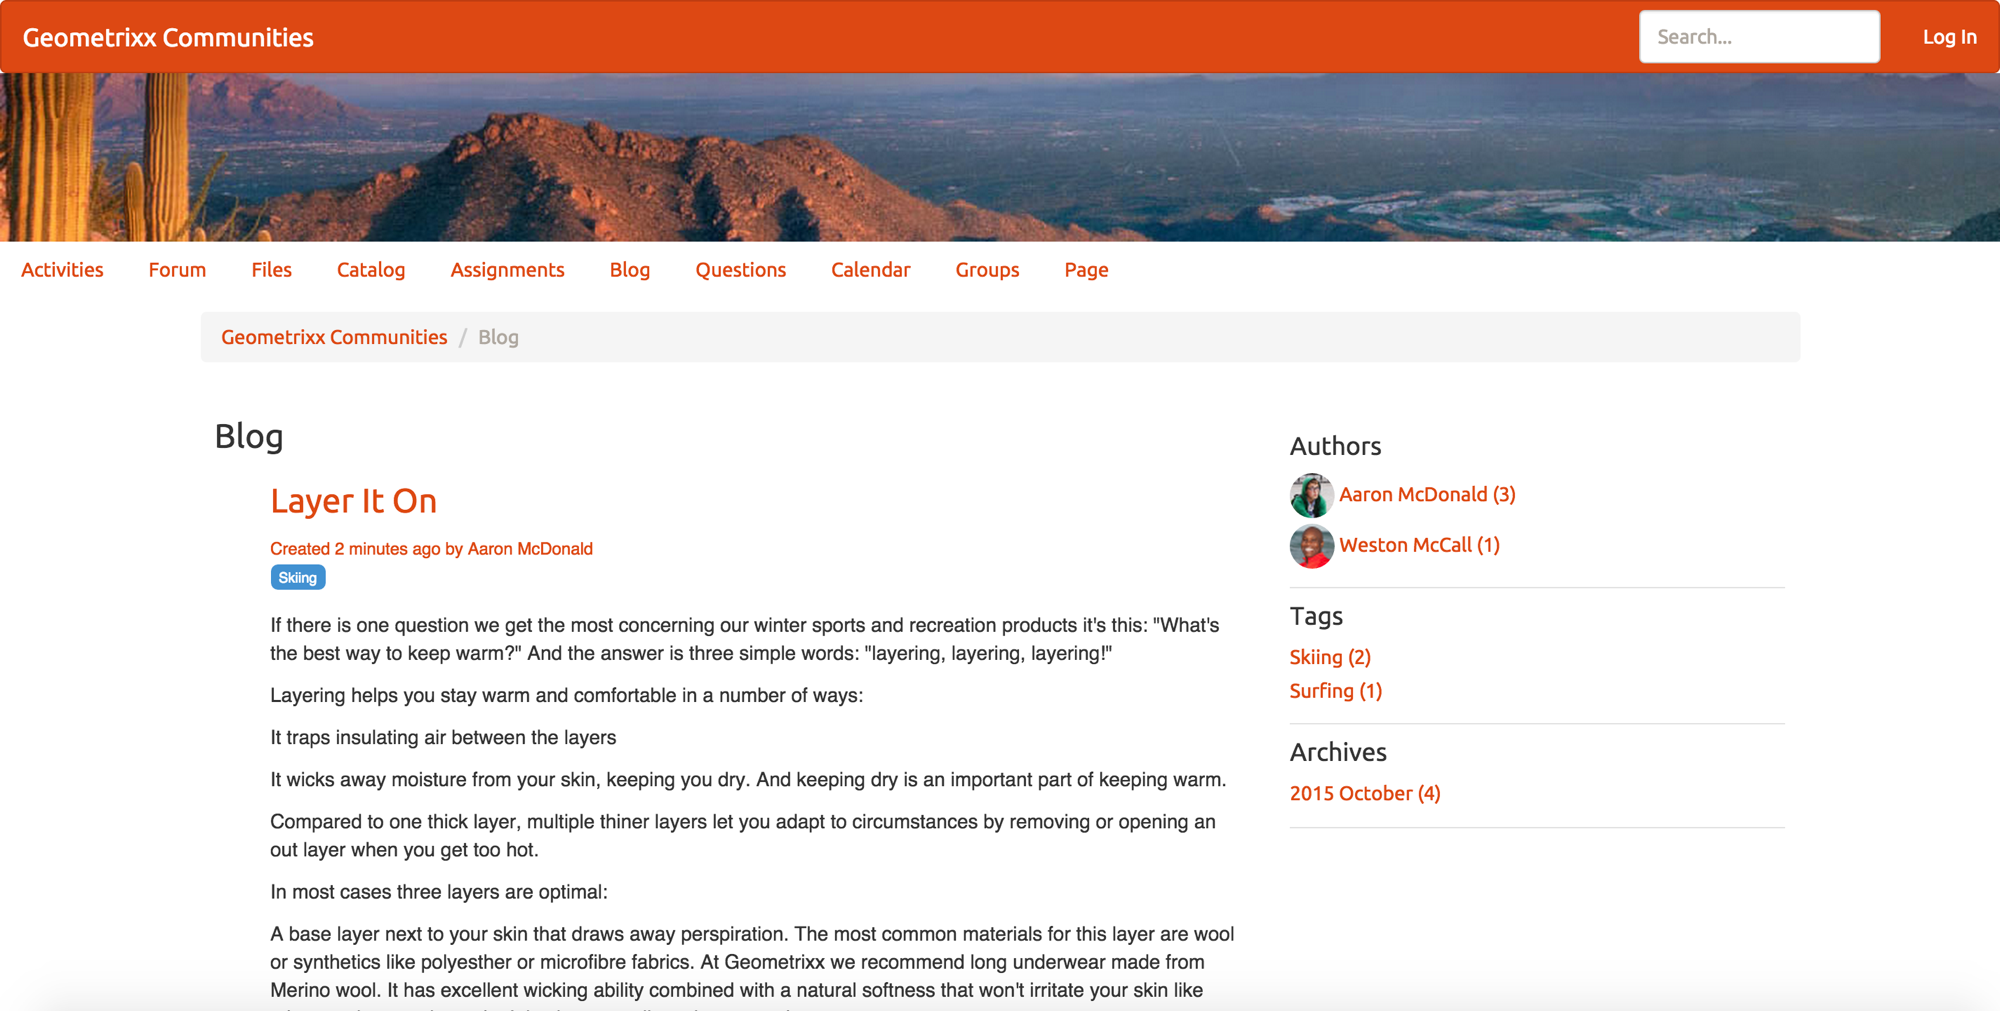 Geometrixx Communities
Search...
Log In
Activities Forum Files Catalog Assignments Blog Questions Calendar Groups Page
Geometrixx Communities / Blog
Blog
Layer It On
Created 2 minutes ago by Aaron McDonald
Skiing
If there is one question we get the most concerning our winter sports and recreation products it's this: "What's
the best way to keep warm?" And the answer is three simple words: "layering, layering, layering!"
Layering helps you stay warm and comfortable in a number of ways:
It traps insulating air between the layers
It wicks away moisture from your skin, keeping you dry. And keeping dry is an important part of keeping warm.
Compared to one thick layer, multiple thiner layers let you adapt to circumstances by removing or opening an
out layer when you get too hot.
In most cases three layers are optimal:
A base layer next to your skin that draws away perspiration. The most common materials for this layer are wool
or synthetics like polyesther or microfibre fabrics. At Geometrixx we recommend long underwear made from
Merino wool. It has excellent wicking ability combined with a natural softness that won't irritate your skin like
Authors
Aaron McDonald (3)
Weston McCall (1)
Tags
Skiing (2)
Surfing (1)
Archives
2015 October (4)